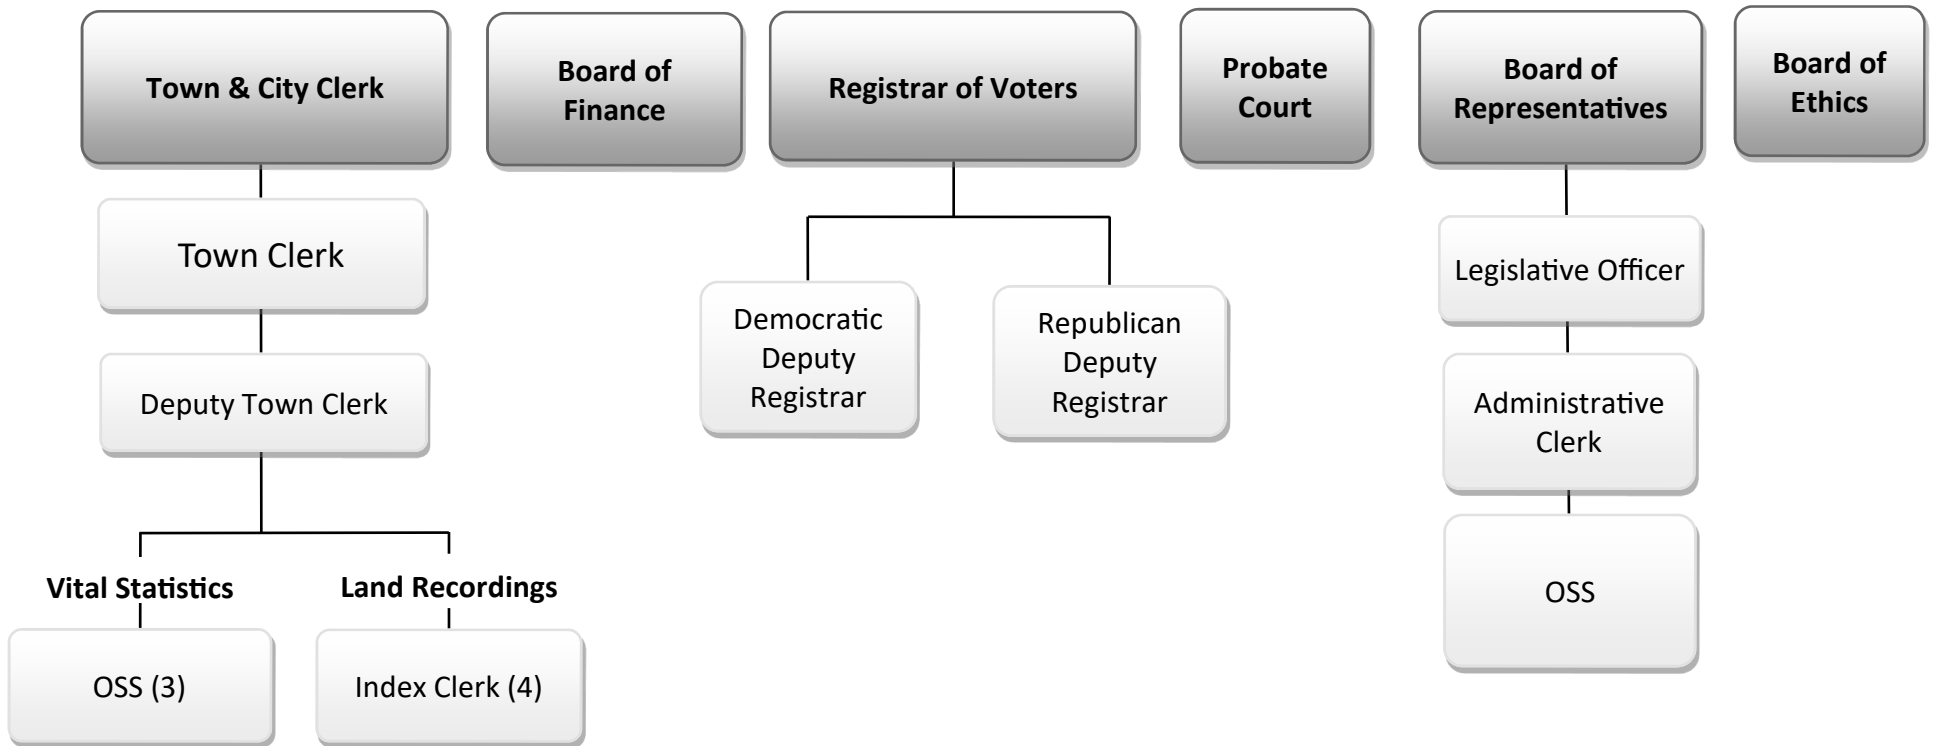 Town & City Clerk
Board of
Finance
Registrar of Voters
Probate
Court
Board of
Representatives
Board of
Ethics
Town Clerk
Deputy Town Clerk
Vital Statistics
Land Recordings
OSS (3)
Index Clerk (4)
Democratic
Deputy
Registrar
Republican
Deputy
Registrar
Legislative Officer
Administrative
Clerk
OSS